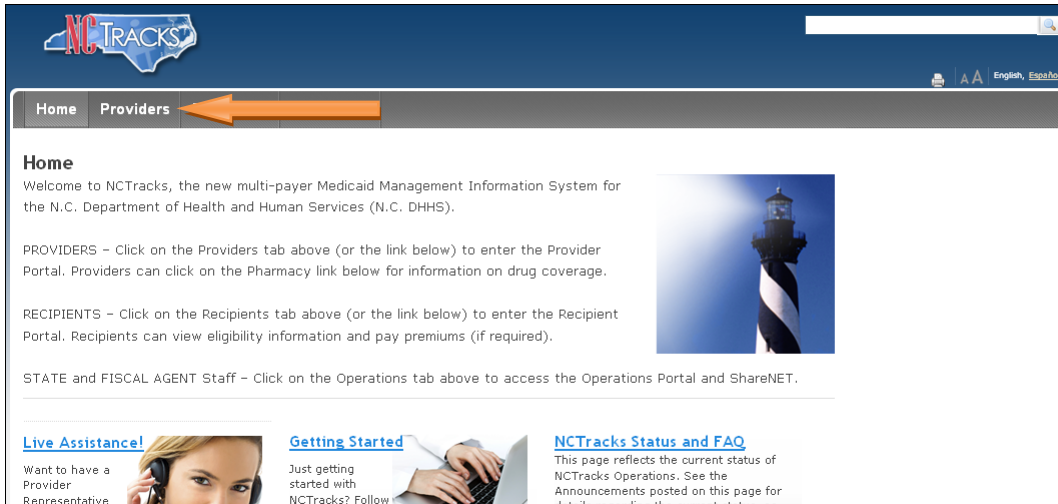 NCTRACKS
English, Españo
Home Providers
Home
Welcome to NCTracks, the new multi-payer Medicaid Management Information System for
the N.C. Department of Health and Human Services (N.C. DHHS).
PROVIDERS – Click on the Providers tab above (or the link below) to enter the Provider
Portal. Providers can click on the Pharmacy link below for information on drug coverage.
RECIPIENTS – Click on the Recipients tab above (or the link below) to enter the Recipient
Portal. Recipients can view eligibility information and pay premiums (if required).
STATE and FISCAL AGENT Staff – Click on the Operations tab above to access the Operations Portal and ShareNET.
Live Assistance!
Want to have a
Provider
Representative
Getting Started
Just getting
started with
NCTracks? Follow
NCTracks Status and FAQ
This page reflects the current status of
NCTracks Operations. See the
Announcements posted on this page for